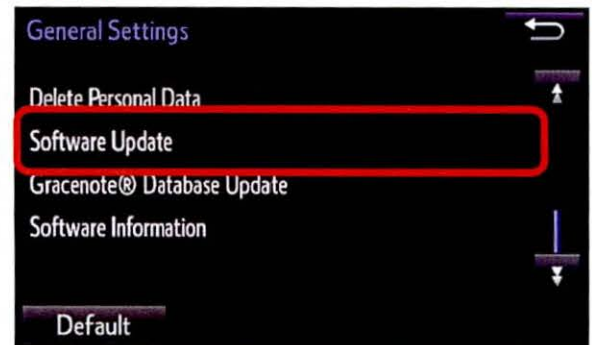 General Settings
Delete Personal Data
Software Update
Gracenote® Database Update
Software Information
Default